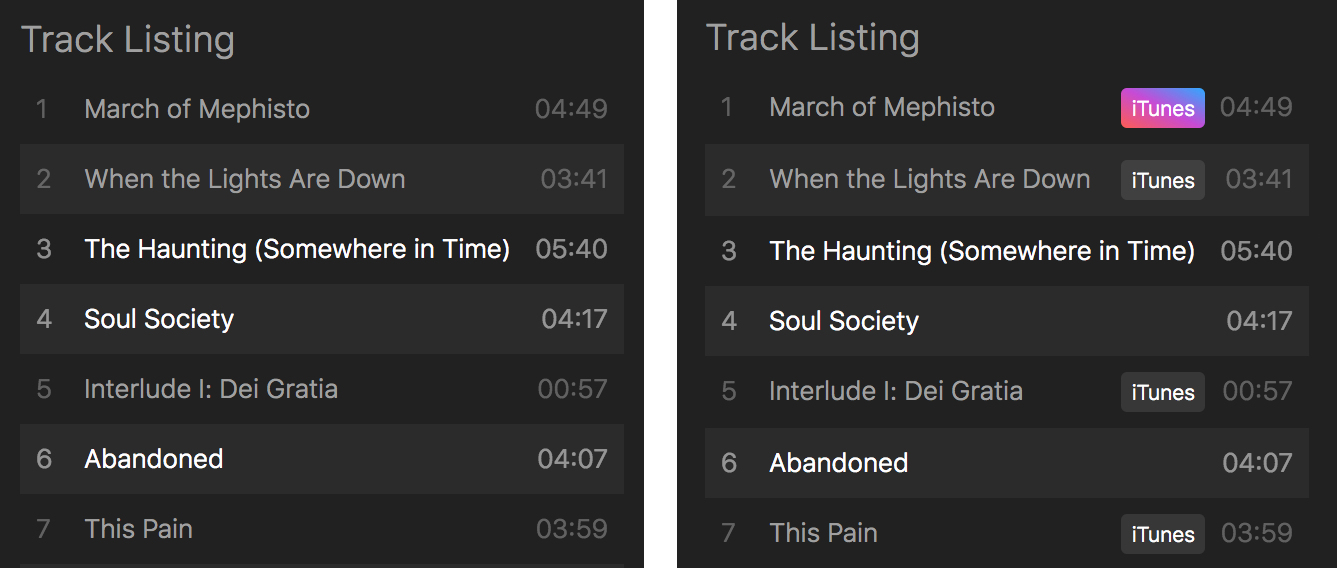 Track Listing
1 March of Mephisto 04:49
2 When the Lights Are Down 03:41
3 The Haunting (Somewhere in Time) 05:40
4 Soul Society 04:17
5 Interlude I: Dei Gratia 00:57
6 Abandoned 04:07
7 This Pain 03:59
Track Listing
1 March of Mephisto iTunes 04:49
2 When the Lights Are Down iTunes 03:41
3 The Haunting (Somewhere in Time) 05:40
4 Soul Society 04:17
5 Interlude I: Dei Gratia iTunes 00:57
6 Abandoned 04:07
7 This Pain iTunes 03:59